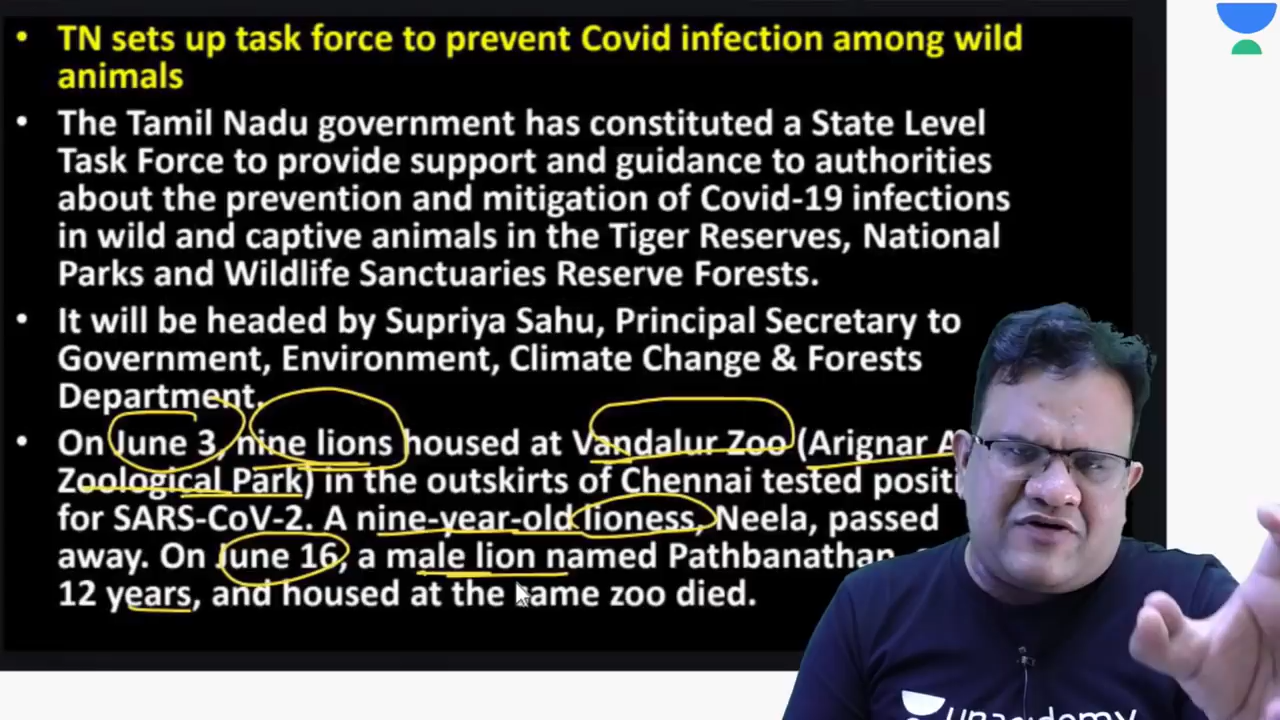 • TN sets up task force to prevent Covid infection among wild
animals
• The Tamil Nadu government has constituted a State Level
Task Force to provide support and guidance to authorities
about the prevention and mitigation of Covid-19 infections
in wild and captive animals in the Tiger Reserves, National
Parks and Wildlife Sanctuaries Reserve Forests.
• It will be headed by Supriya Sahu, Principal Secretary to
Government, Environment, Climate Change & Forests
Department.
• On June 3, nine lions housed at Vandalur Zoo (Arignar
Zoological Park) in the outskirts of Chennai tested
for SARS-CoV-2. A nine-year-old lioness, Neela, passed
away. On June 16, a male lion named Pathbanathan,
12 years, and housed at the same zoo died.
unacademy